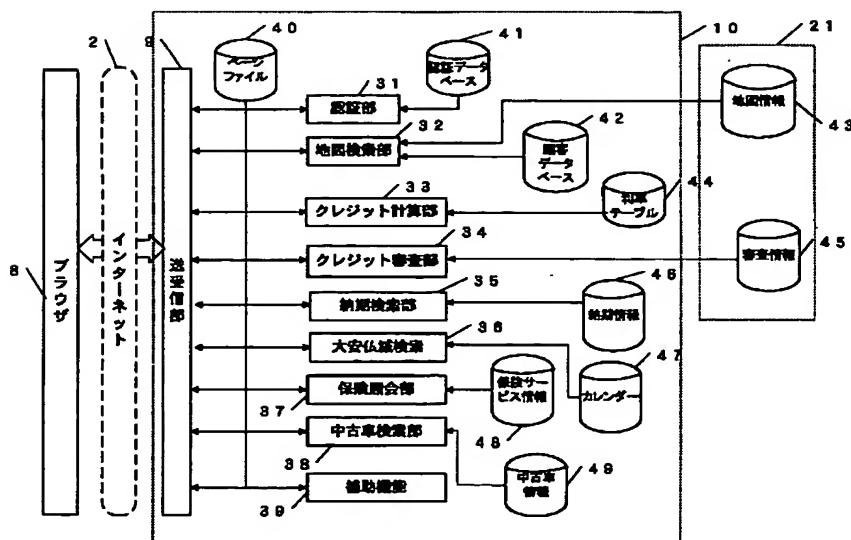 40
2
9
ページ
ファイル
41
認証データ
ベース
10
21
31
認証部
32
地図検索部
42
顧客
データ
ベース
地図情報
43
33
クレジット計算部
利率
テーブル
44
34
クレジット審査部
審査情報
45
8
ブラウザ
インターネット
送受信部
35
納期検索部
46
納期情報
36
大安仏滅検索
47
カレンダー
保険照会部
37
保険サー
ビス情報
48
中古車検索部
38
中古車
情報
49
補助機能
39